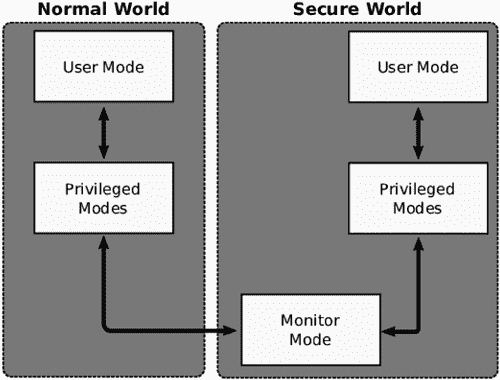 Normal World
Secure World
User Mode
User Mode
Privileged
Modes
Privileged
Modes
Monitor
Mode